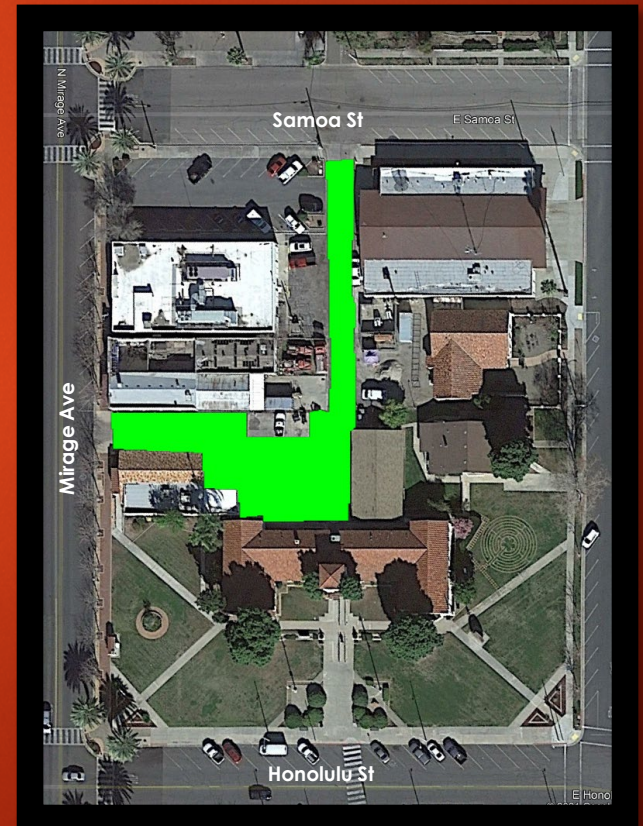 N Mirage Ave
Samoa St
E Samoa St
Mirage Ave
Honolulu St
E Hono